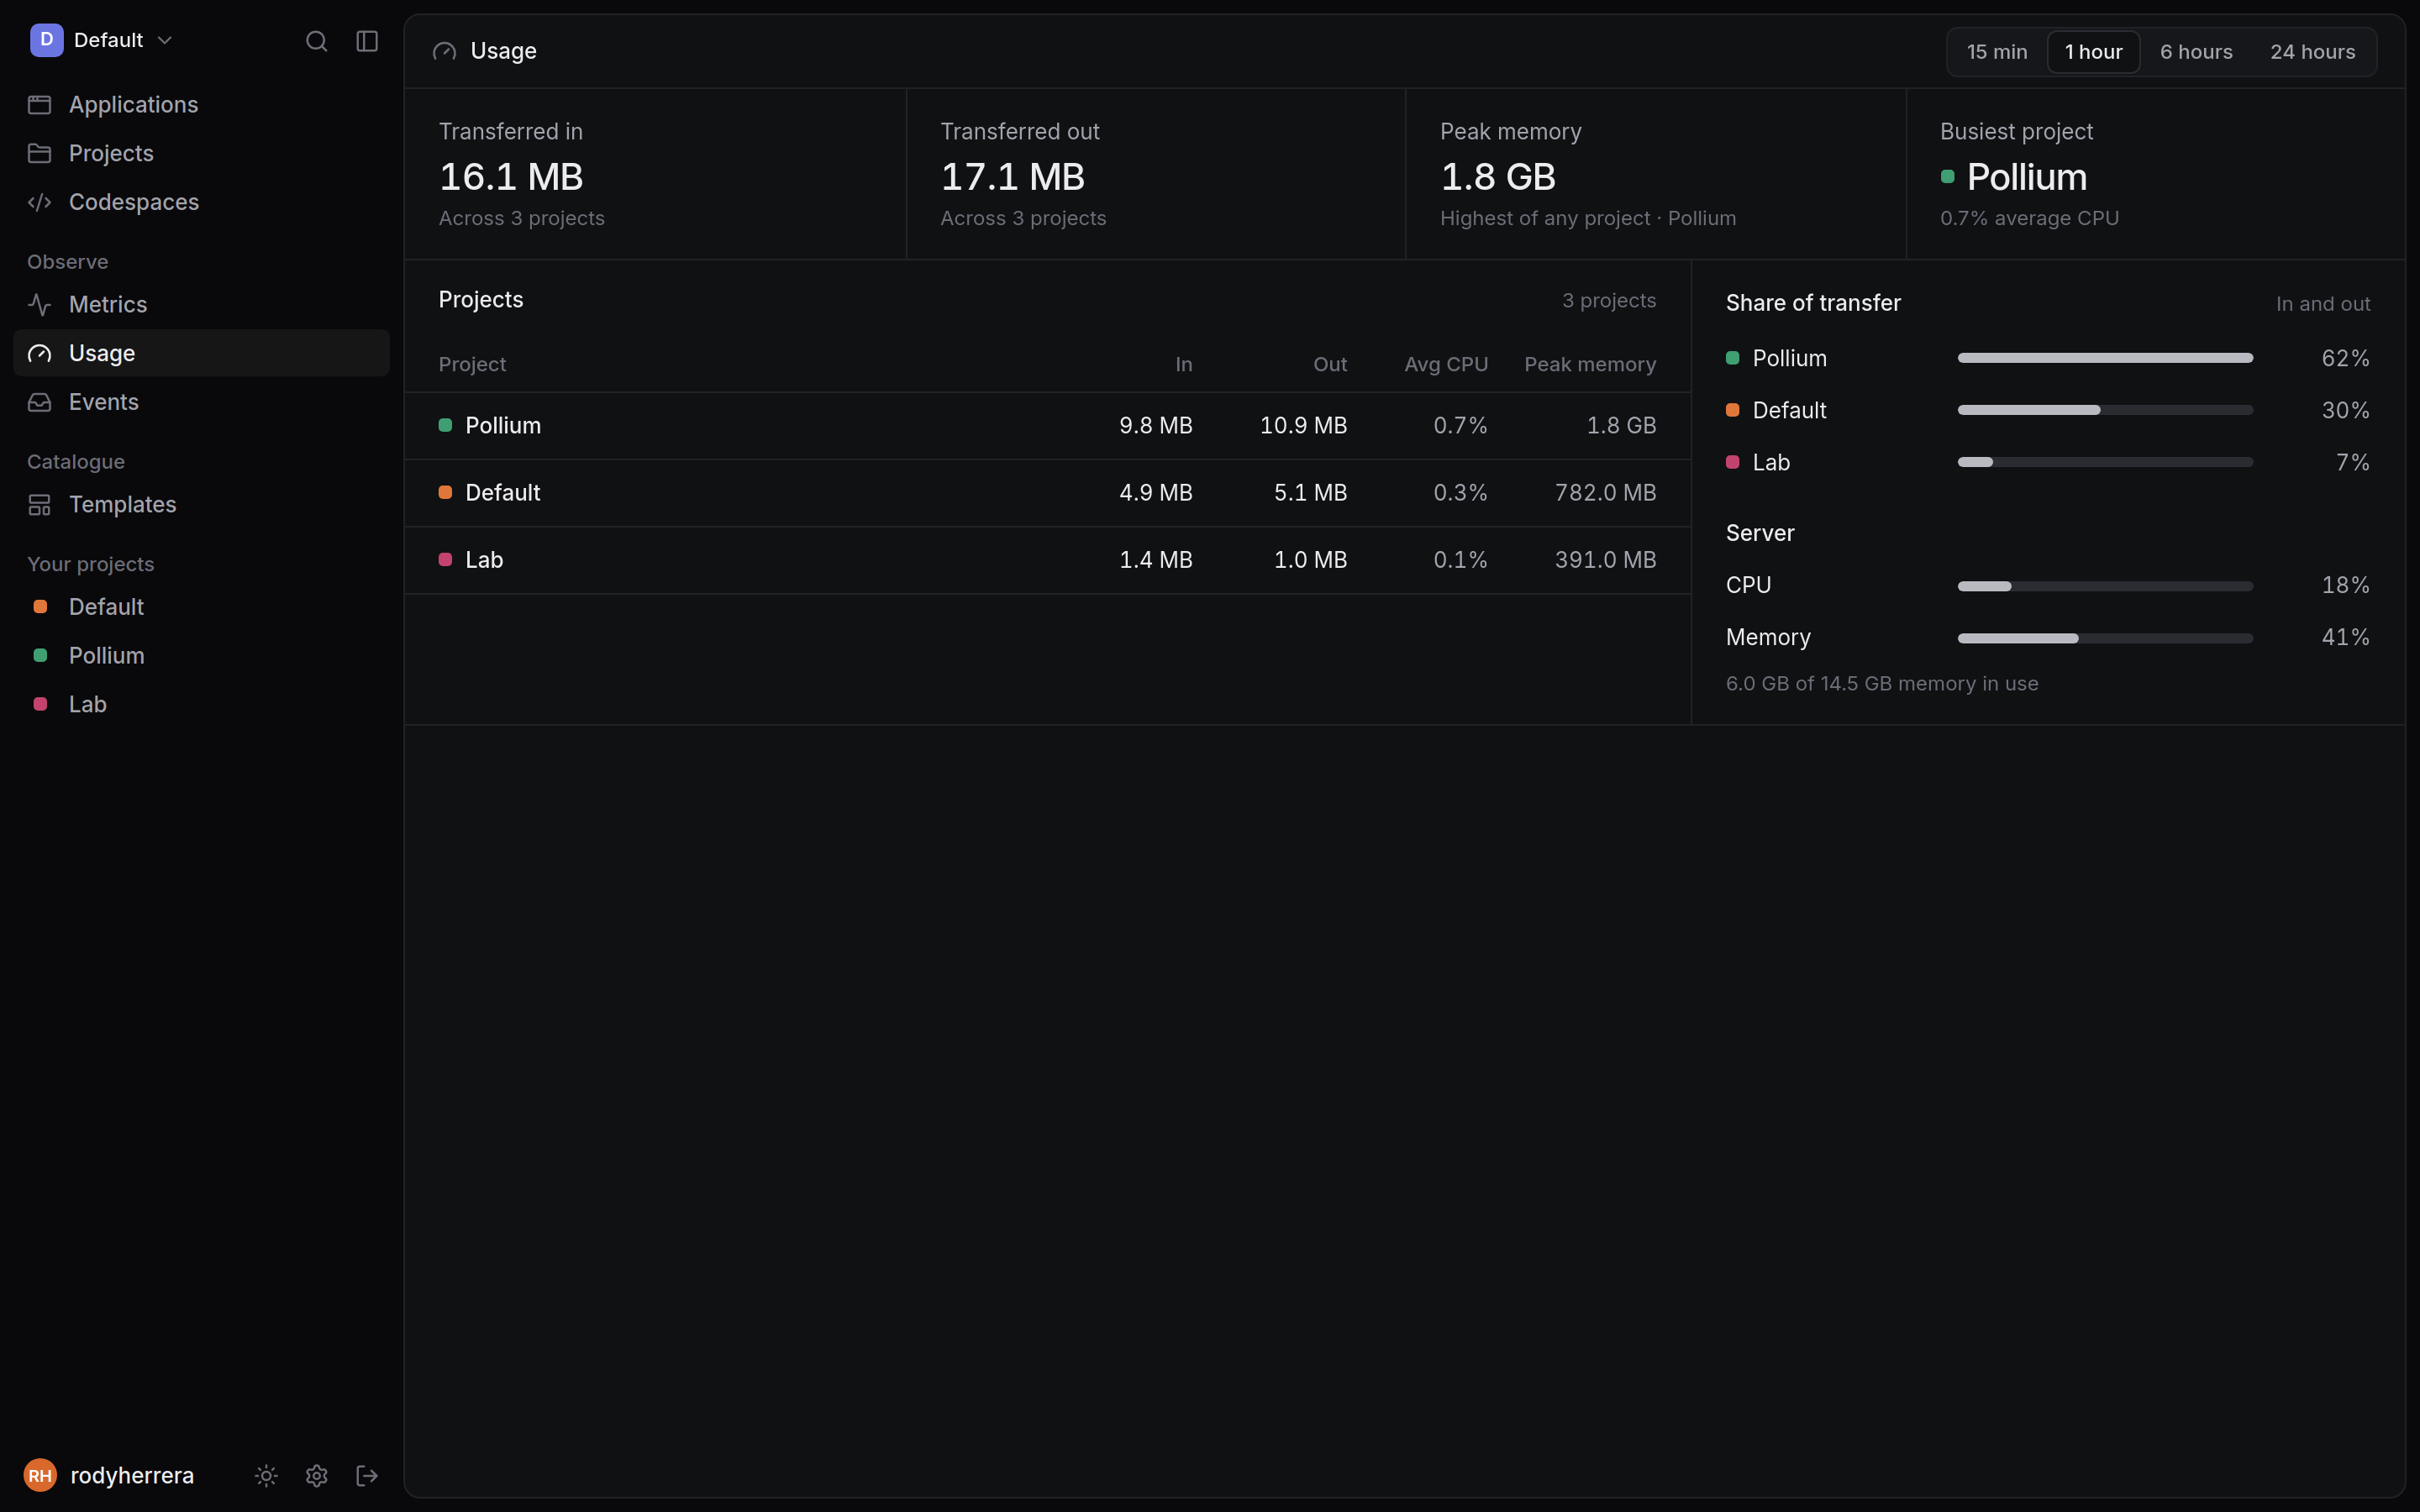 D Default
Applications
Projects
Codespaces
Observe
Metrics
Usage
Events
Catalogue
Templates
Your projects
Default
Pollium
Lab
RH rodyherrera
Usage
15 min 1 hour 6 hours 24 hours
Transferred in
16.1 MB
Across 3 projects
Transferred out
17.1 MB
Across 3 projects
Peak memory
1.8 GB
Highest of any project · Pollium
Busiest project
Pollium
0.7% average CPU
Projects 3 projects
Project In Out Avg CPU Peak memory
Pollium 9.8 MB 10.9 MB 0.7% 1.8 GB
Default 4.9 MB 5.1 MB 0.3% 782.0 MB
Lab 1.4 MB 1.0 MB 0.1% 391.0 MB
Share of transfer In and out
Pollium 62%
Default 30%
Lab 7%
Server
CPU 18%
Memory 41%
6.0 GB of 14.5 GB memory in use